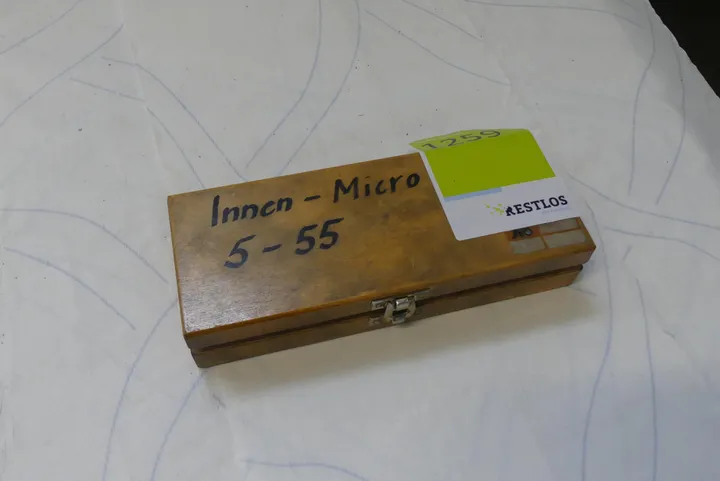 1259
Innen - Micro
5-55
RESTLOS